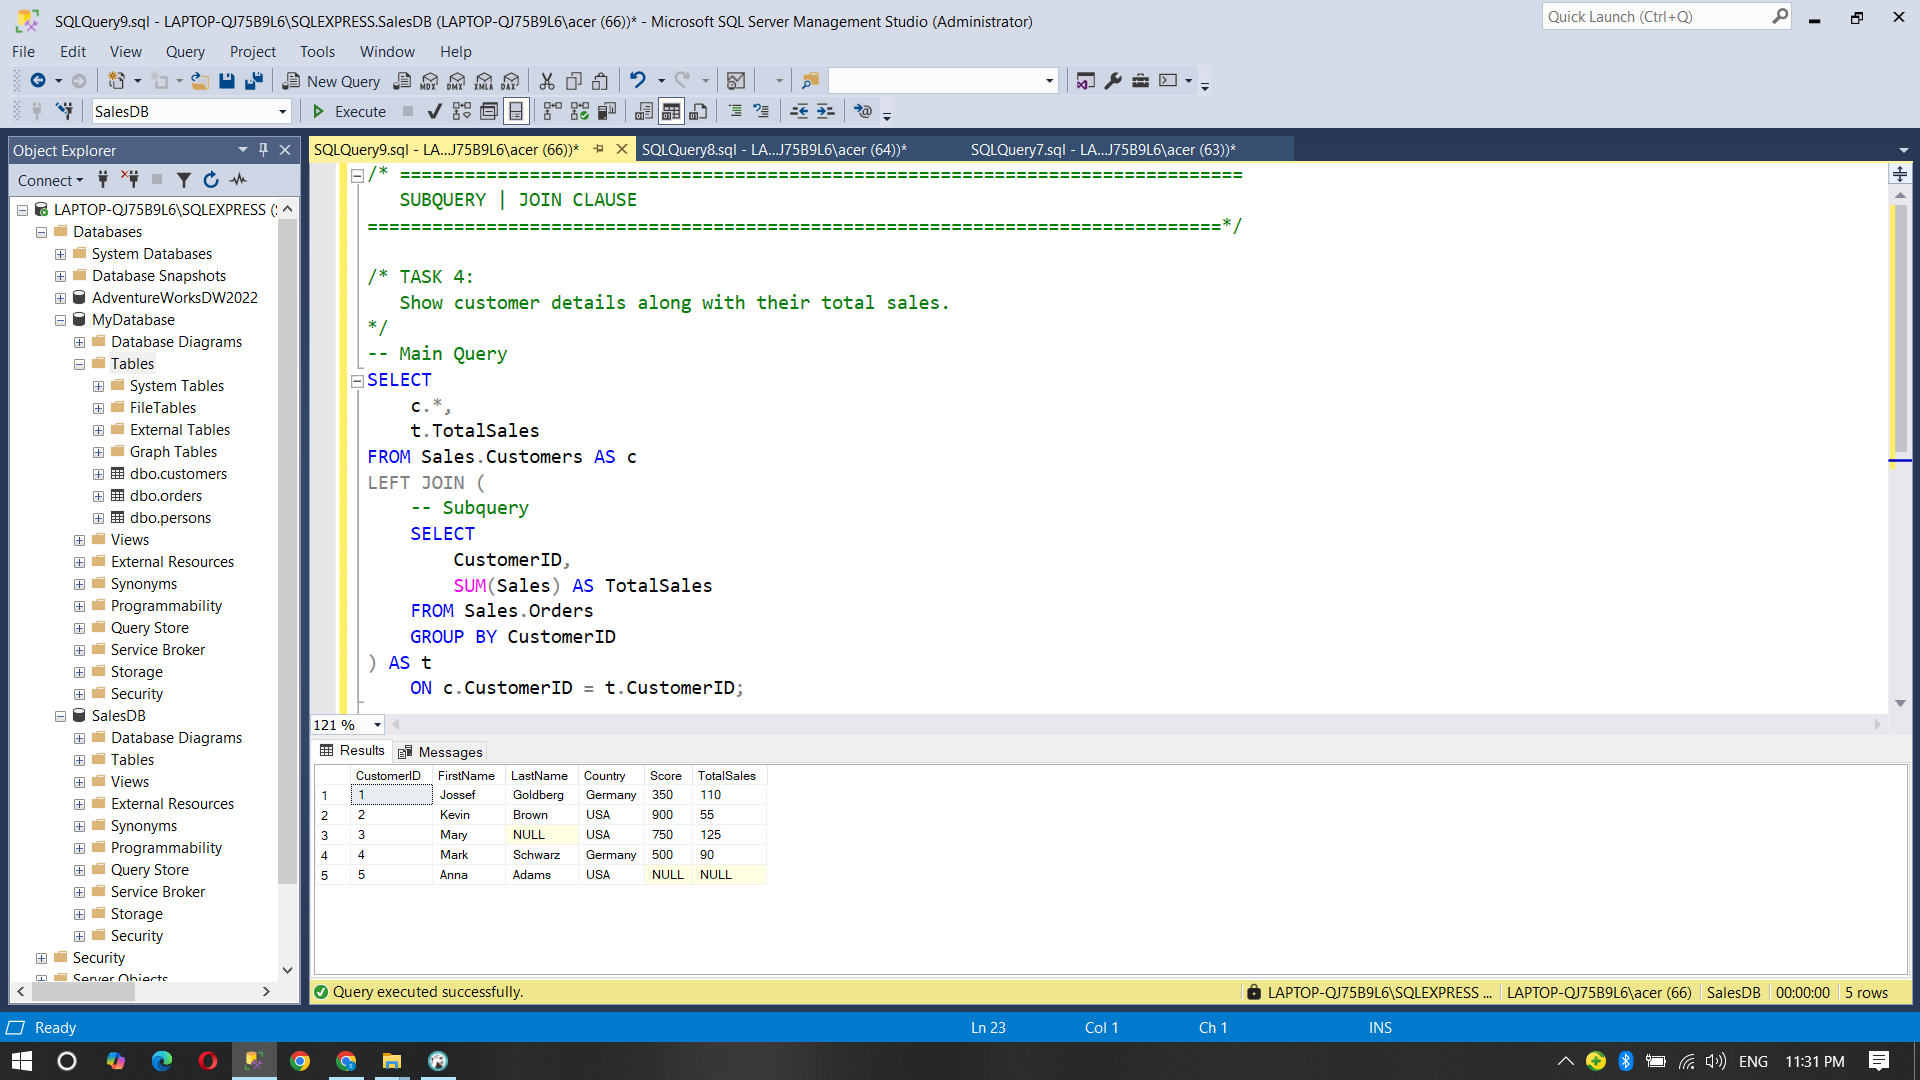 SQLQuery9.sql - LAPTOP-QJ75B9L6\SQLEXPRESS.SalesDB (LAPTOP-QJ75B9L6\acer (66))* - Microsoft SQL Server Management Studio (Administrator)
Quick Launch (Ctrl+Q)
File Edit View Query Project Tools Window Help
New Query MDX DMX XMLA DAX
SalesDB Execute
Object Explorer
SQLQuery9.sql - LA...J75B9L6\acer (66))* SQLQuery8.sql - LA...J75B9L6\acer (64))* SQLQuery7.sql - LA...J75B9L6\acer (63))*
Connect
LAPTOP-QJ75B9L6\SQLEXPRESS (
Databases
System Databases
Database Snapshots
AdventureWorksDW2022
MyDatabase
Database Diagrams
Tables
System Tables
FileTables
External Tables
Graph Tables
dbo.customers
dbo.orders
dbo.persons
Views
External Resources
Synonyms
Programmability
Query Store
Service Broker
Storage
Security
SalesDB
Database Diagrams
Tables
Views
External Resources
Synonyms
Programmability
Query Store
Service Broker
Storage
Security
Security
Server Objects
/* ==============================================================================
SUBQUERY | JOIN CLAUSE
===============================================================================*/
/* TASK 4:
Show customer details along with their total sales.
*/
-- Main Query
SELECT
c.*,
t.TotalSales
FROM Sales.Customers AS c
LEFT JOIN (
-- Subquery
SELECT
CustomerID,
SUM(Sales) AS TotalSales
FROM Sales.Orders
GROUP BY CustomerID
) AS t
ON c.CustomerID = t.CustomerID;
121 %
Results Messages
CustomerID FirstName LastName Country Score TotalSales
1 1 Jossef Goldberg Germany 350 110
2 2 Kevin Brown USA 900 55
3 3 Mary NULL USA 750 125
4 4 Mark Schwarz Germany 500 90
5 5 Anna Adams USA NULL NULL
Query executed successfully. LAPTOP-QJ75B9L6\SQLEXPRESS ... LAPTOP-QJ75B9L6\acer (66) SalesDB 00:00:00 5 rows
Ready Ln 23 Col 1 Ch 1 INS
ENG 11:31 PM